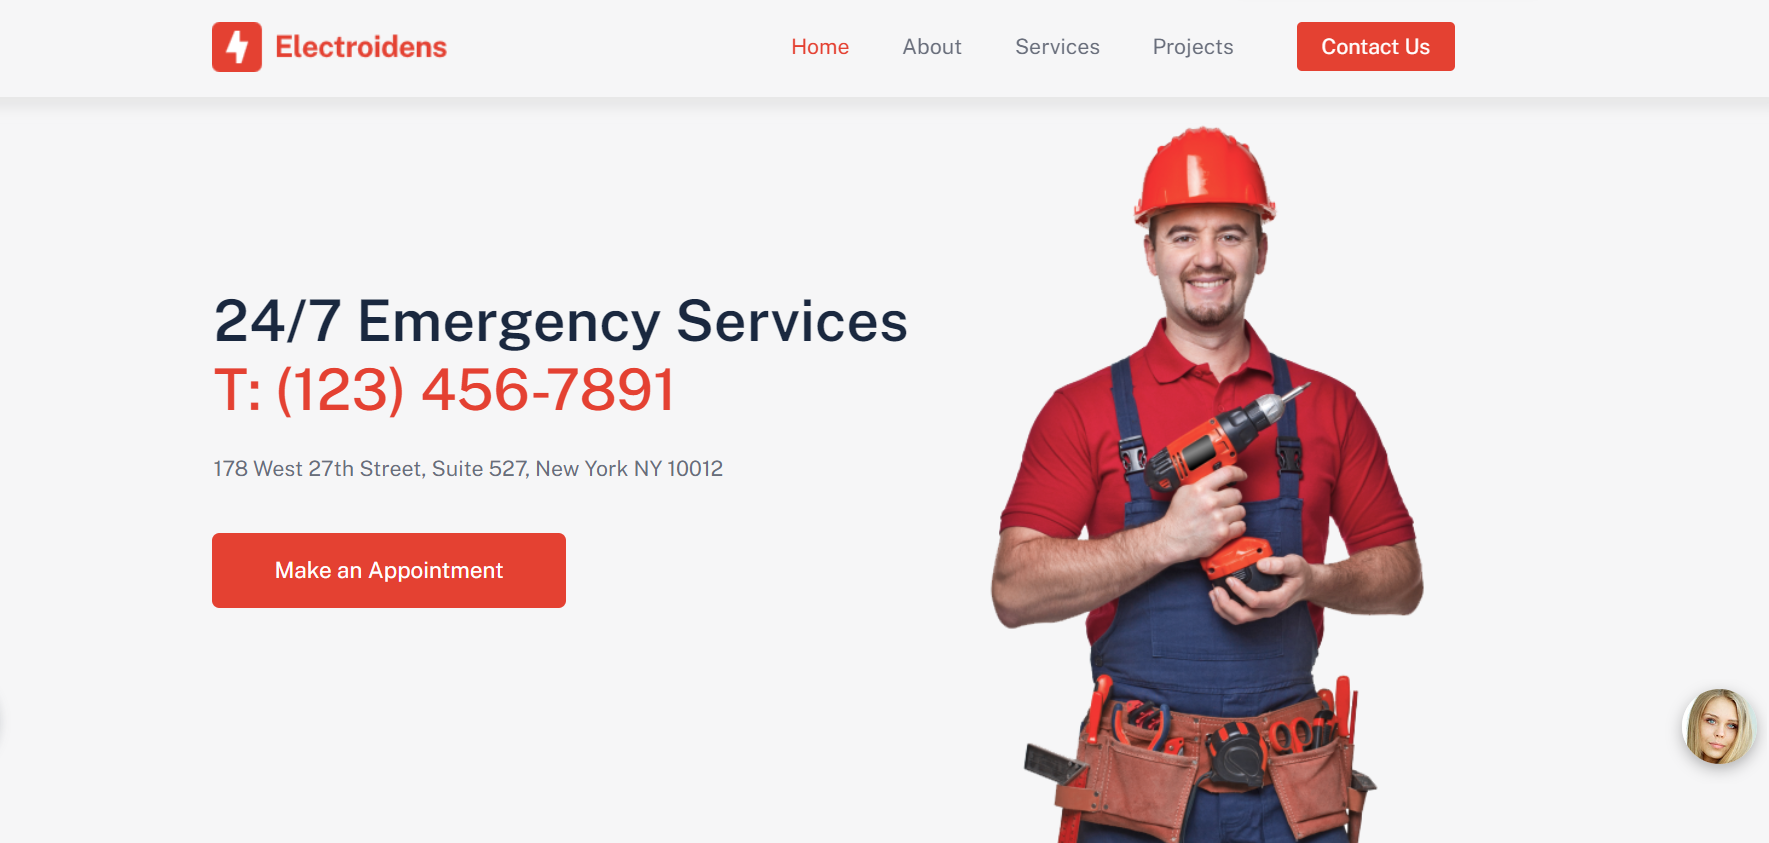 Electroidens
Home About Services Projects Contact Us
24/7 Emergency Services
T: (123) 456-7891
178 West 27th Street, Suite 527, New York NY 10012
Make an Appointment